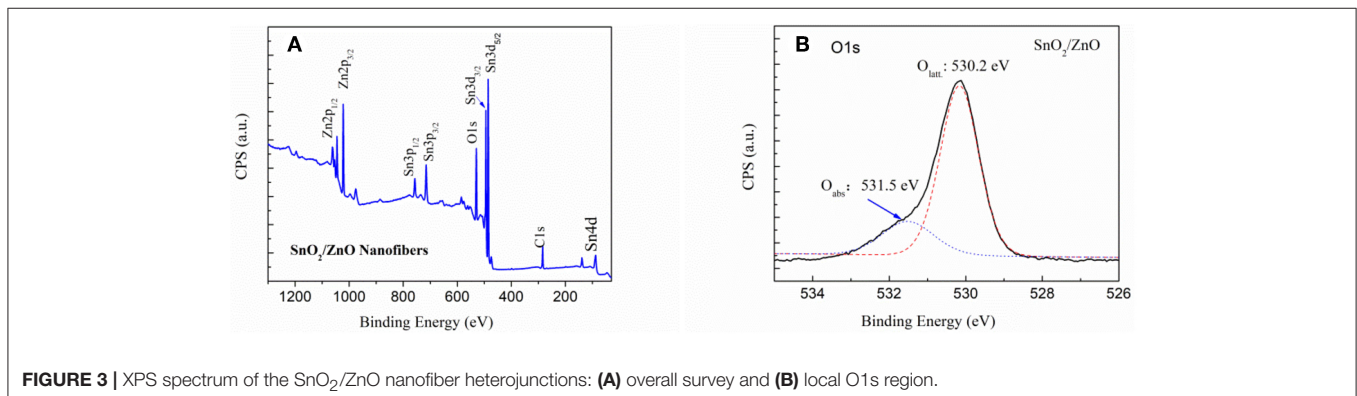 A
CPS (a.u.)
Zn2p1/2
Zn2p3/2
Sn3p1/2
Sn3p3/2
O1s
Sn3d3/2
Sn3d5/2
C1s
Sn4d
SnO2/ZnO Nanofibers
1200 1000 800 600 400 200
Binding Energy (eV)
B O1s SnO2/ZnO
Olatt.: 530.2 eV
Oabs: 531.5 eV
CPS (a.u.)
534 532 530 528 526
Binding Energy (eV)
FIGURE 3 | XPS spectrum of the SnO2/ZnO nanofiber heterojunctions: (A) overall survey and (B) local O1s region.